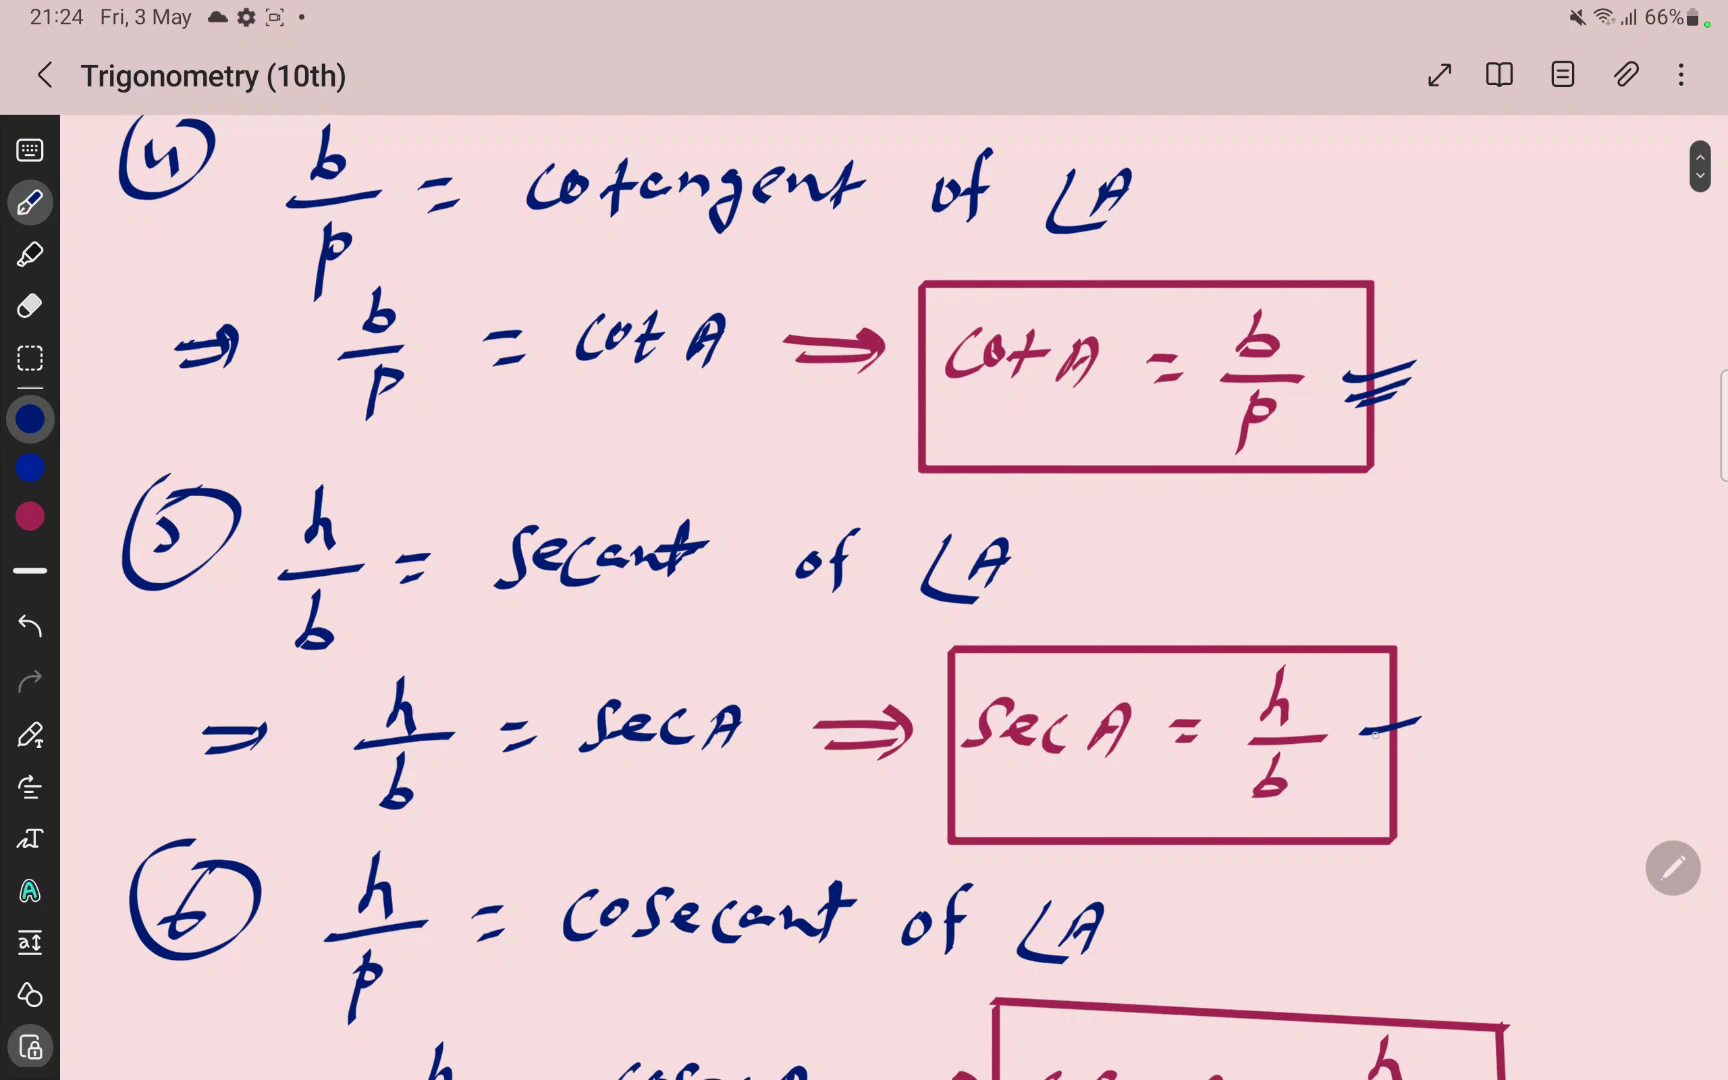 21:24 Fri, 3 May 66%
Trigonometry (10th)
④ b/p = cotangent of ∠A
⇒ b/p = cot A ⇒ cot A = b/p
⑤ h/b = secant of ∠A
⇒ h/b = sec A ⇒ sec A = h/b
⑥ h/p = cosecant of ∠A
h h